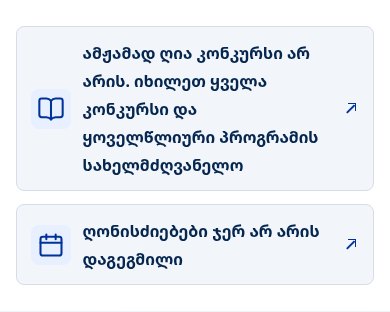 ამჟამად ღია კონკურსი არ
არის. იხილეთ ყველა
კონკურსი და
ყოველწლიური პროგრამის
სახელმძღვანელო
ღონისძიებები ჯერ არ არის
დაგეგმილი